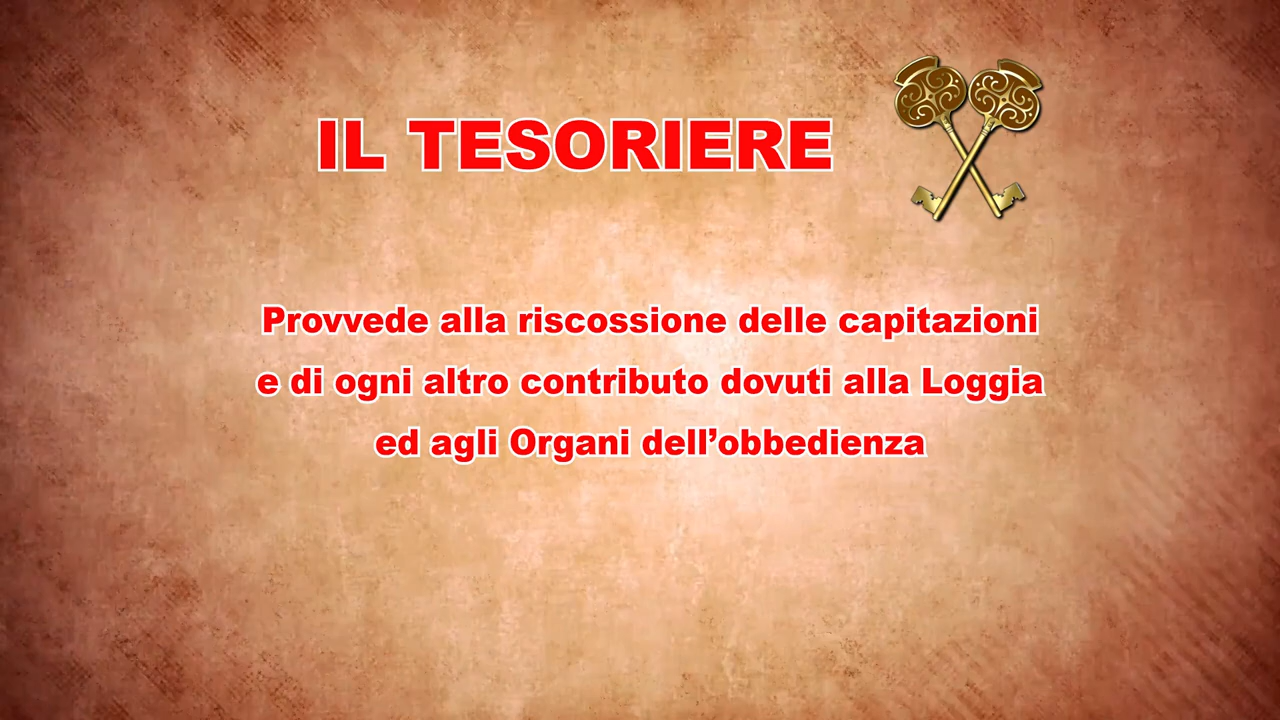 IL TESORIERE
Provvede alla riscossione delle capitazioni
e di ogni altro contributo dovuti alla Loggia
ed agli Organi dell’obbedienza